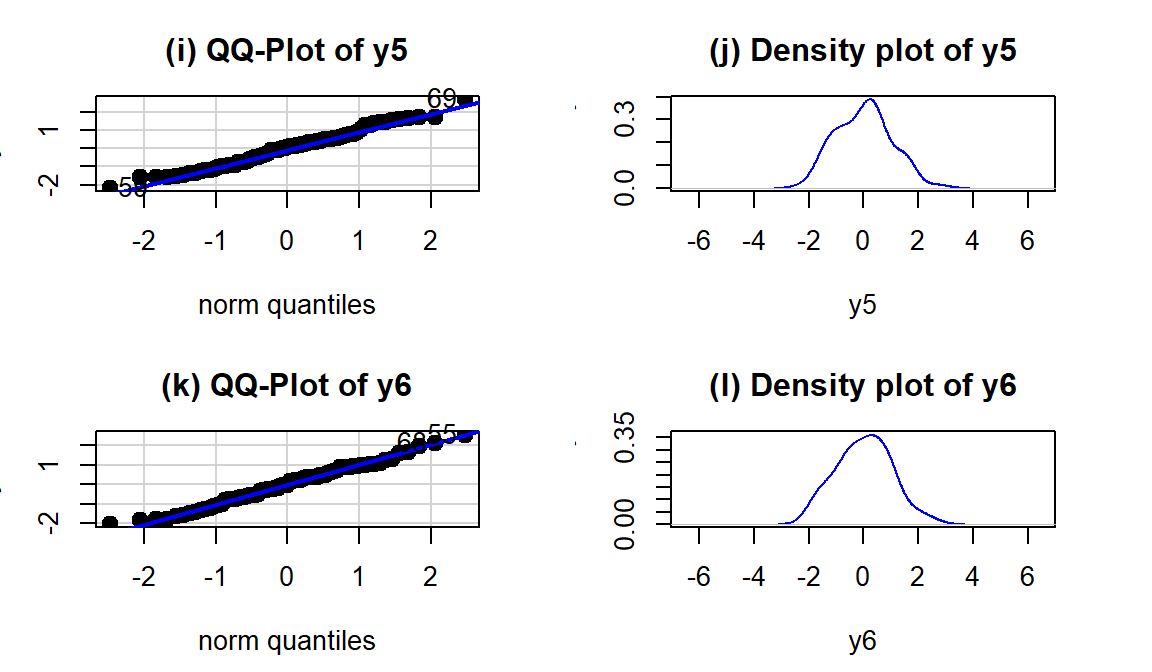 (i) QQ-Plot of y5
69
1
-2
58
-2 -1 0 1 2
norm quantiles
(j) Density plot of y5
0.3
0.0
-6 -4 -2 0 2 4 6
y5
(k) QQ-Plot of y6
55
1
-2
-2 -1 0 1 2
norm quantiles
(l) Density plot of y6
0.35
0.00
-6 -4 -2 0 2 4 6
y6